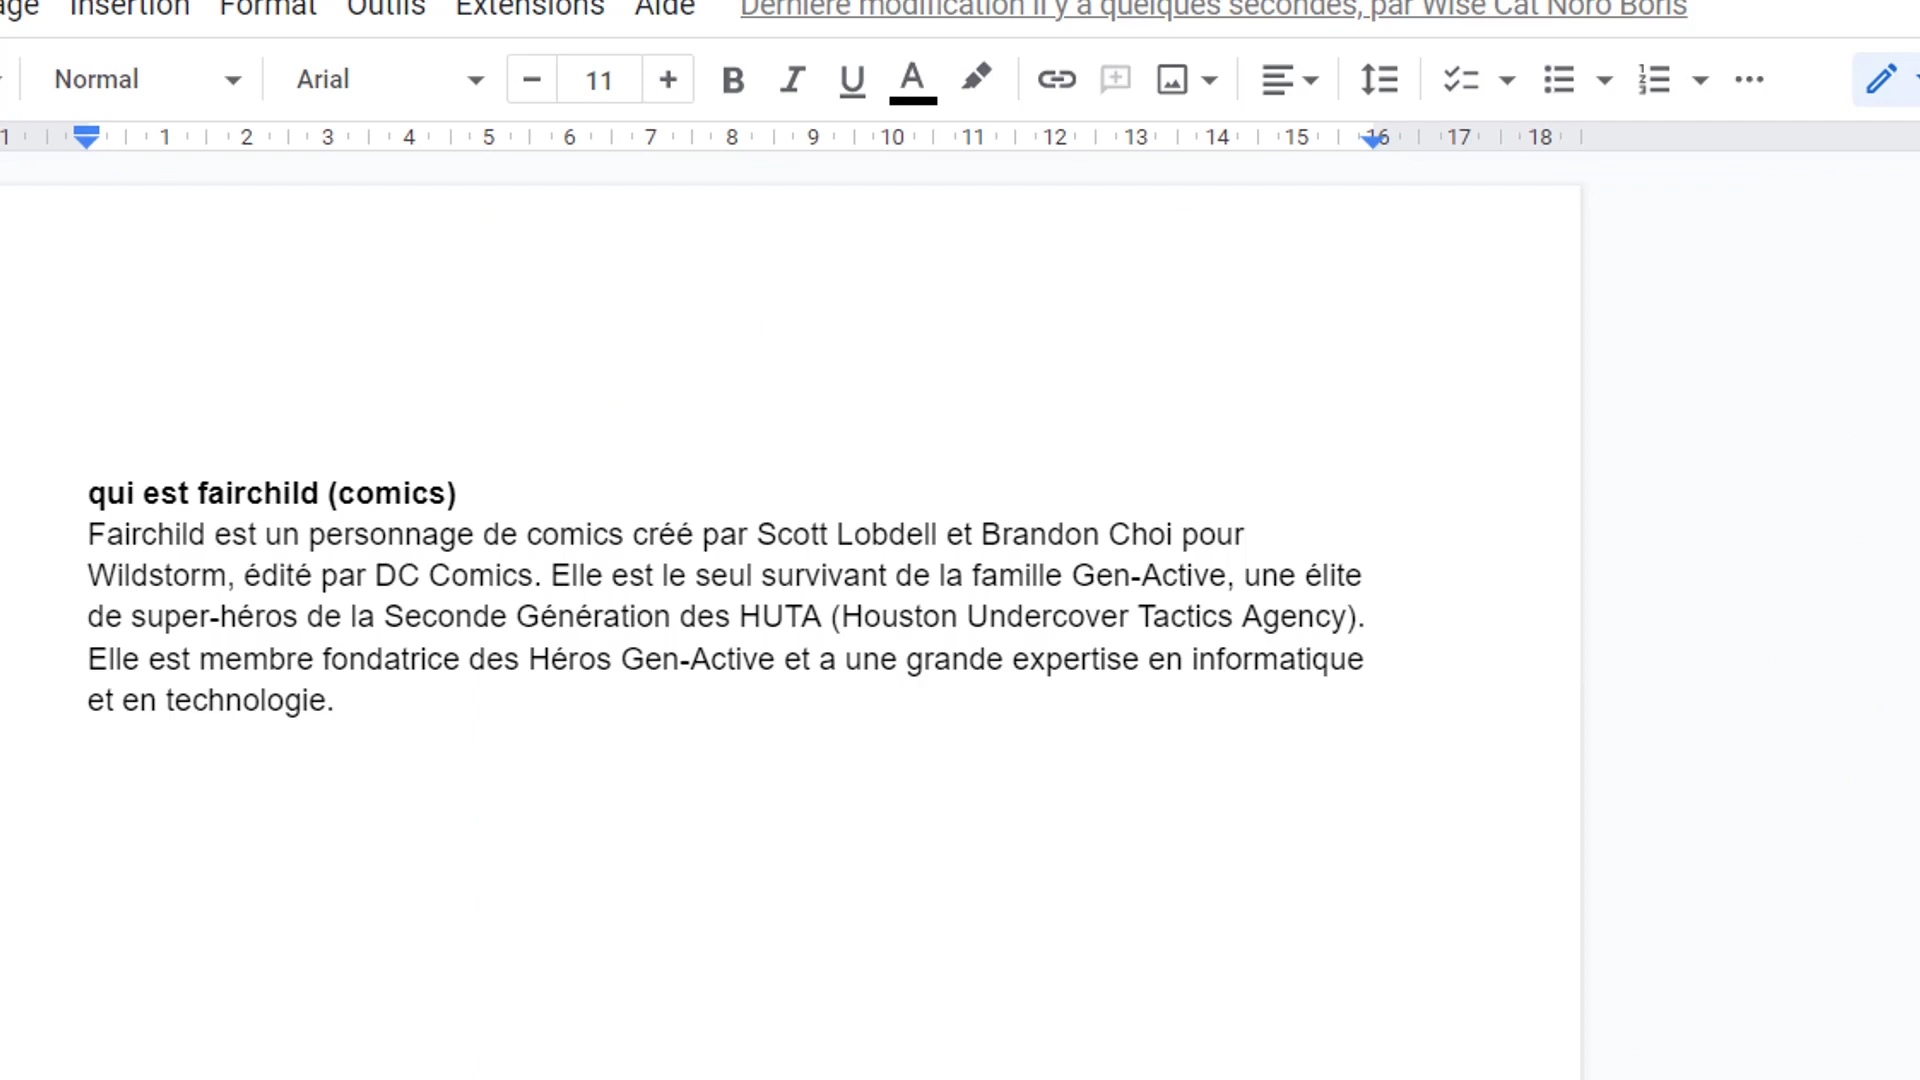 Insertion Format Outils Extensions Aide Dernière modification il y a quelques secondes, par Wise Cat Noro Boris
Normal Arial 11 B I U A
1 1 2 3 4 5 6 7 8 9 10 11 12 13 14 15 16 17 18
qui est fairchild (comics)
Fairchild est un personnage de comics créé par Scott Lobdell et Brandon Choi pour
Wildstorm, édité par DC Comics. Elle est le seul survivant de la famille Gen-Active, une élite
de super-héros de la Seconde Génération des HUTA (Houston Undercover Tactics Agency).
Elle est membre fondatrice des Héros Gen-Active et a une grande expertise en informatique
et en technologie.